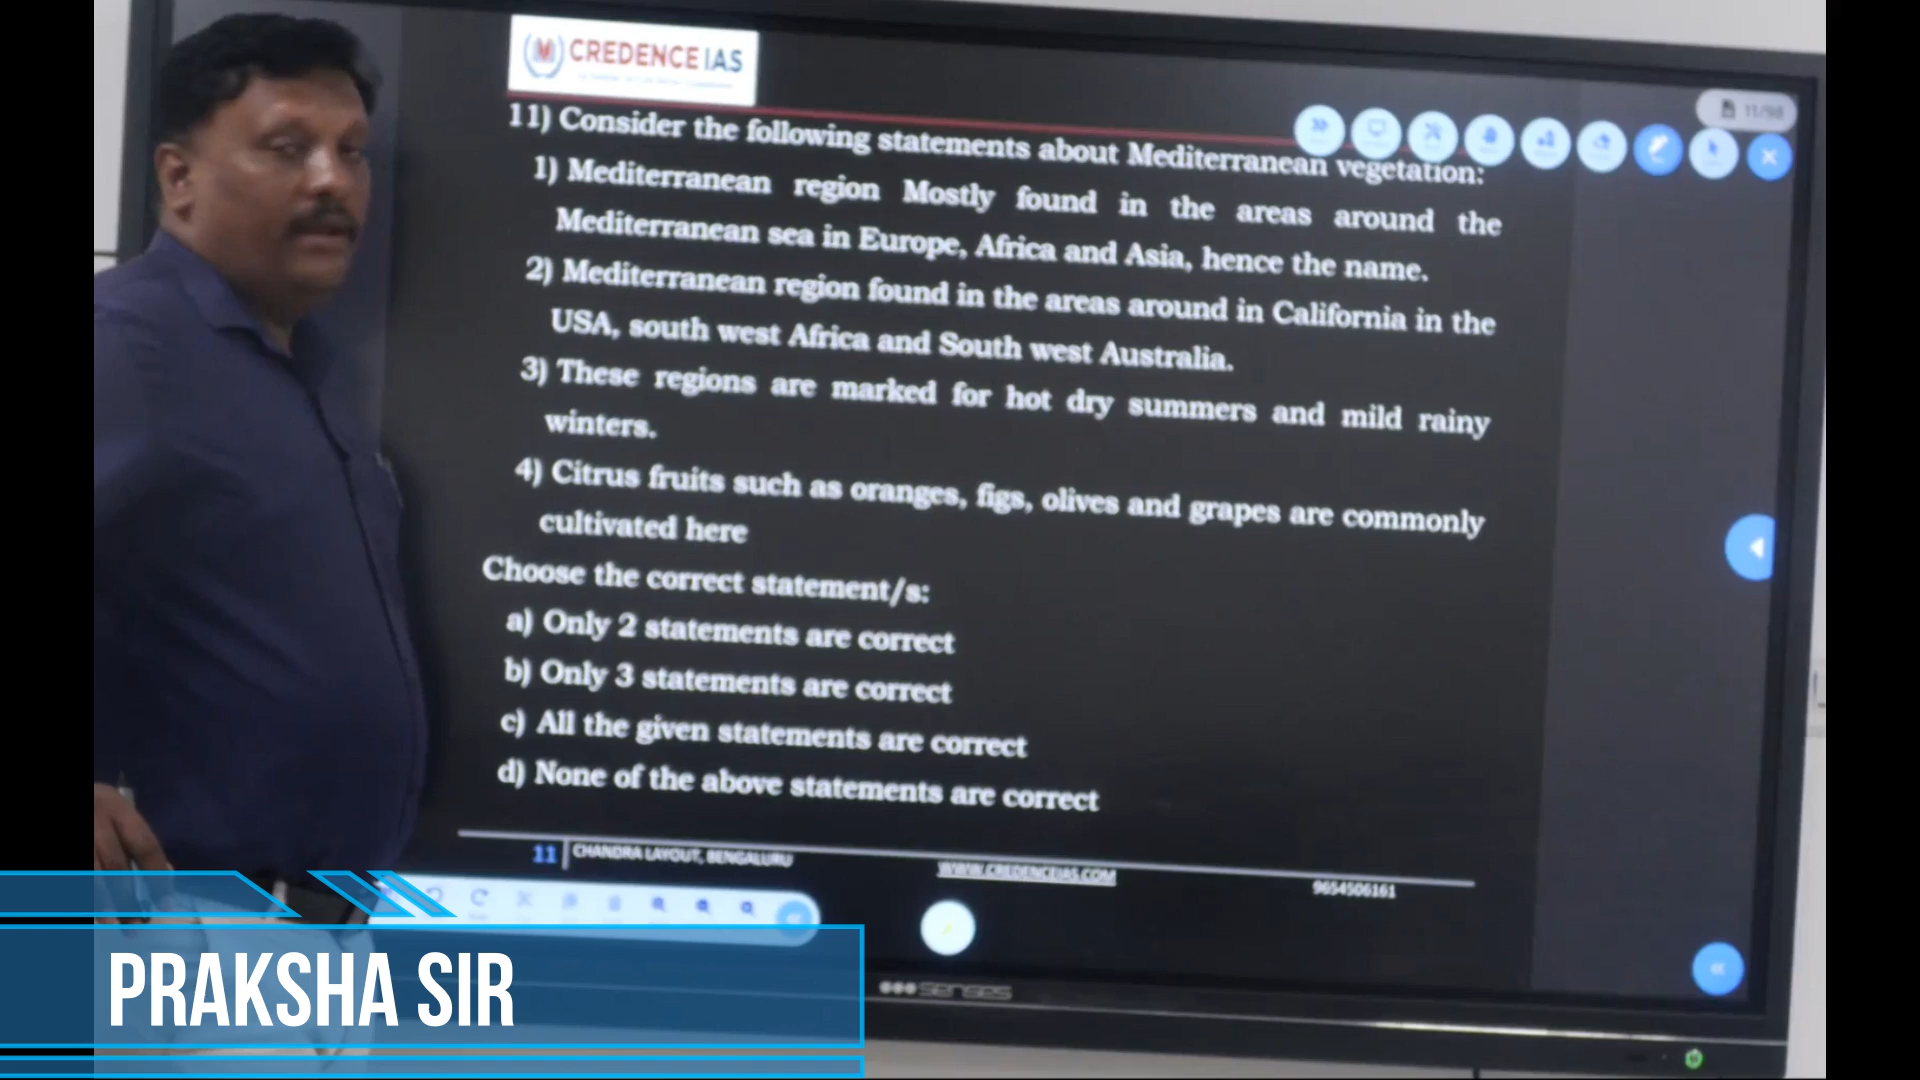 CREDENCE IAS
11/98
11) Consider the following statements about Mediterranean vegetation:
1) Mediterranean region Mostly found in the areas around the
Mediterranean sea in Europe, Africa and Asia, hence the name.
2) Mediterranean region found in the areas around in California in the
USA, south west Africa and South west Australia.
3) These regions are marked for hot dry summers and mild rainy
winters.
4) Citrus fruits such as oranges, figs, olives and grapes are commonly
cultivated here
Choose the correct statement/s:
a) Only 2 statements are correct
b) Only 3 statements are correct
c) All the given statements are correct
d) None of the above statements are correct
11 CHANDRA LAYOUT, BENGALURU WWW.CREDENCEIAS.COM 9654506161
senses
PRAKSHA SIR